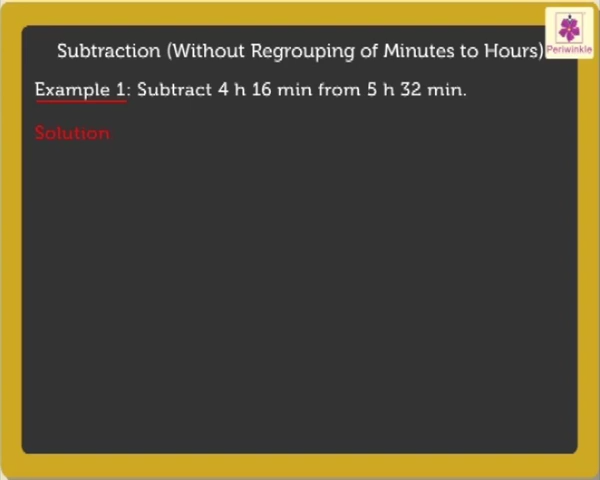 Subtraction (Without Regrouping of Minutes to Hours)
Periwinkle
Example 1: Subtract 4 h 16 min from 5 h 32 min.
Solution